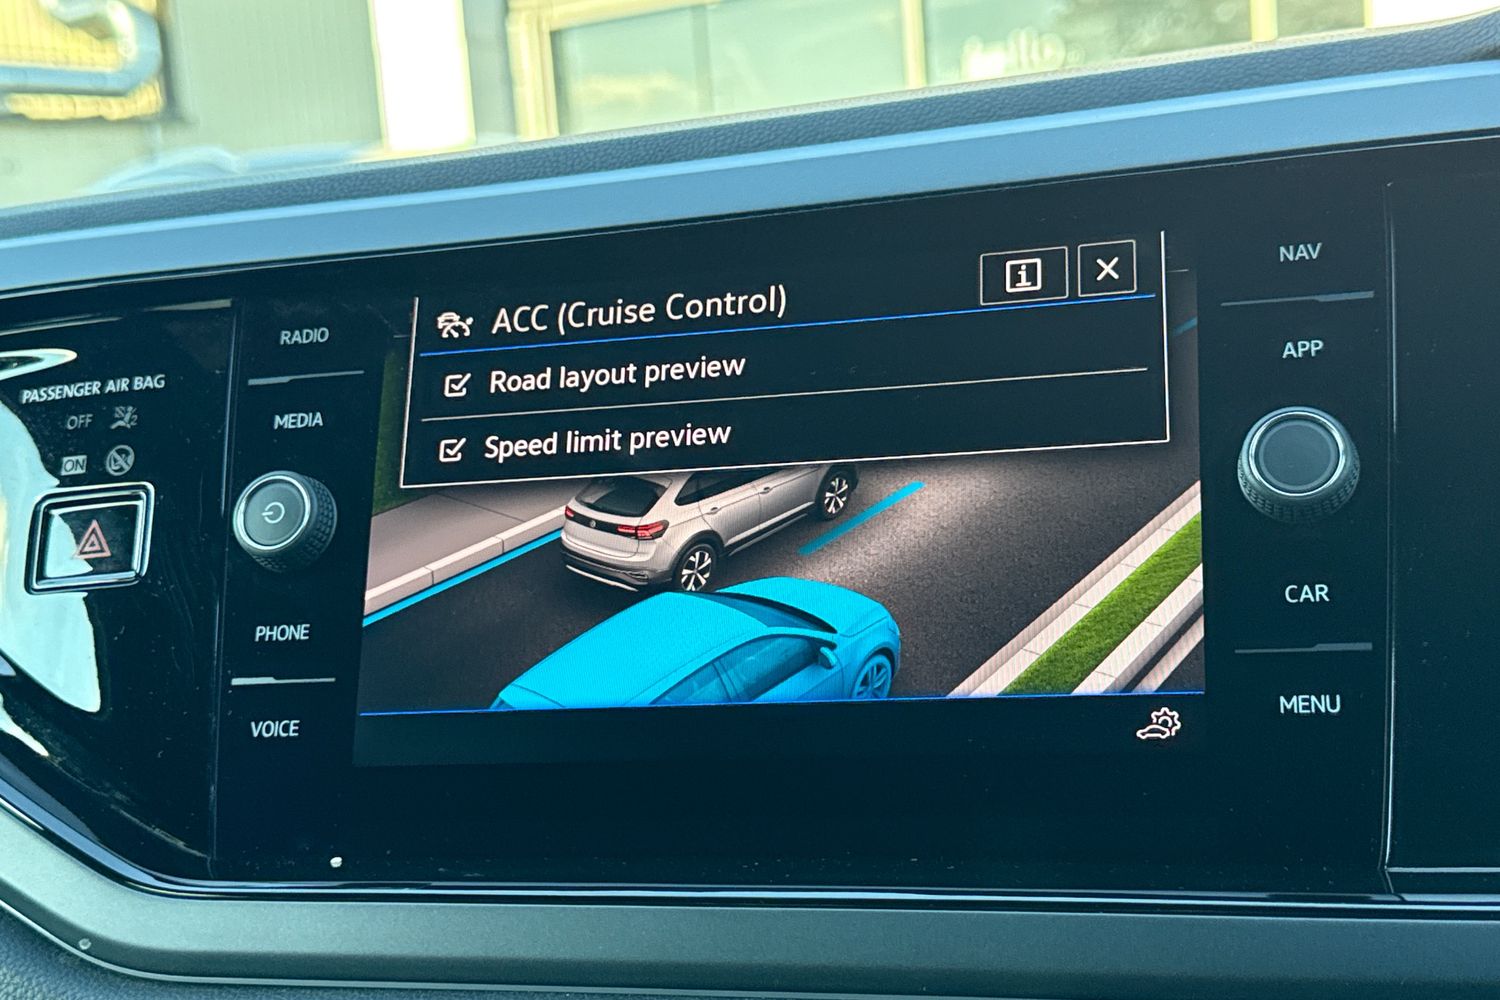 PASSENGER AIR BAG
OFF
ON
RADIO
MEDIA
PHONE
VOICE
ACC (Cruise Control)
i
Road layout preview
Speed limit preview
NAV
APP
CAR
MENU